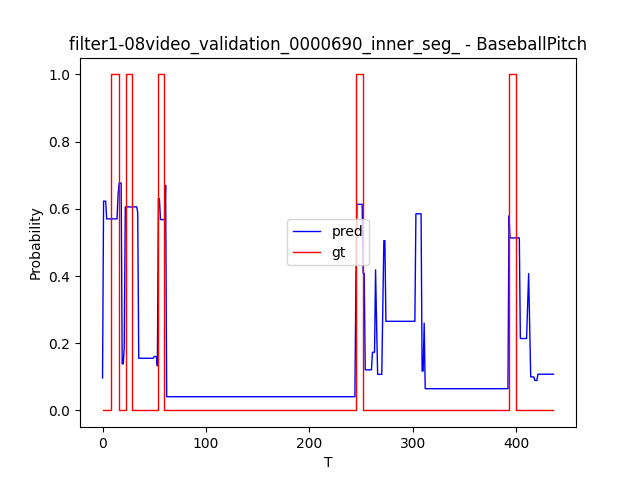 filter1-08video_validation_0000690_inner_seg_ - BaseballPitch
1.0
0.8
0.6
0.4
0.2
0.0
Probability
pred
gt
0 100 200 300 400
T